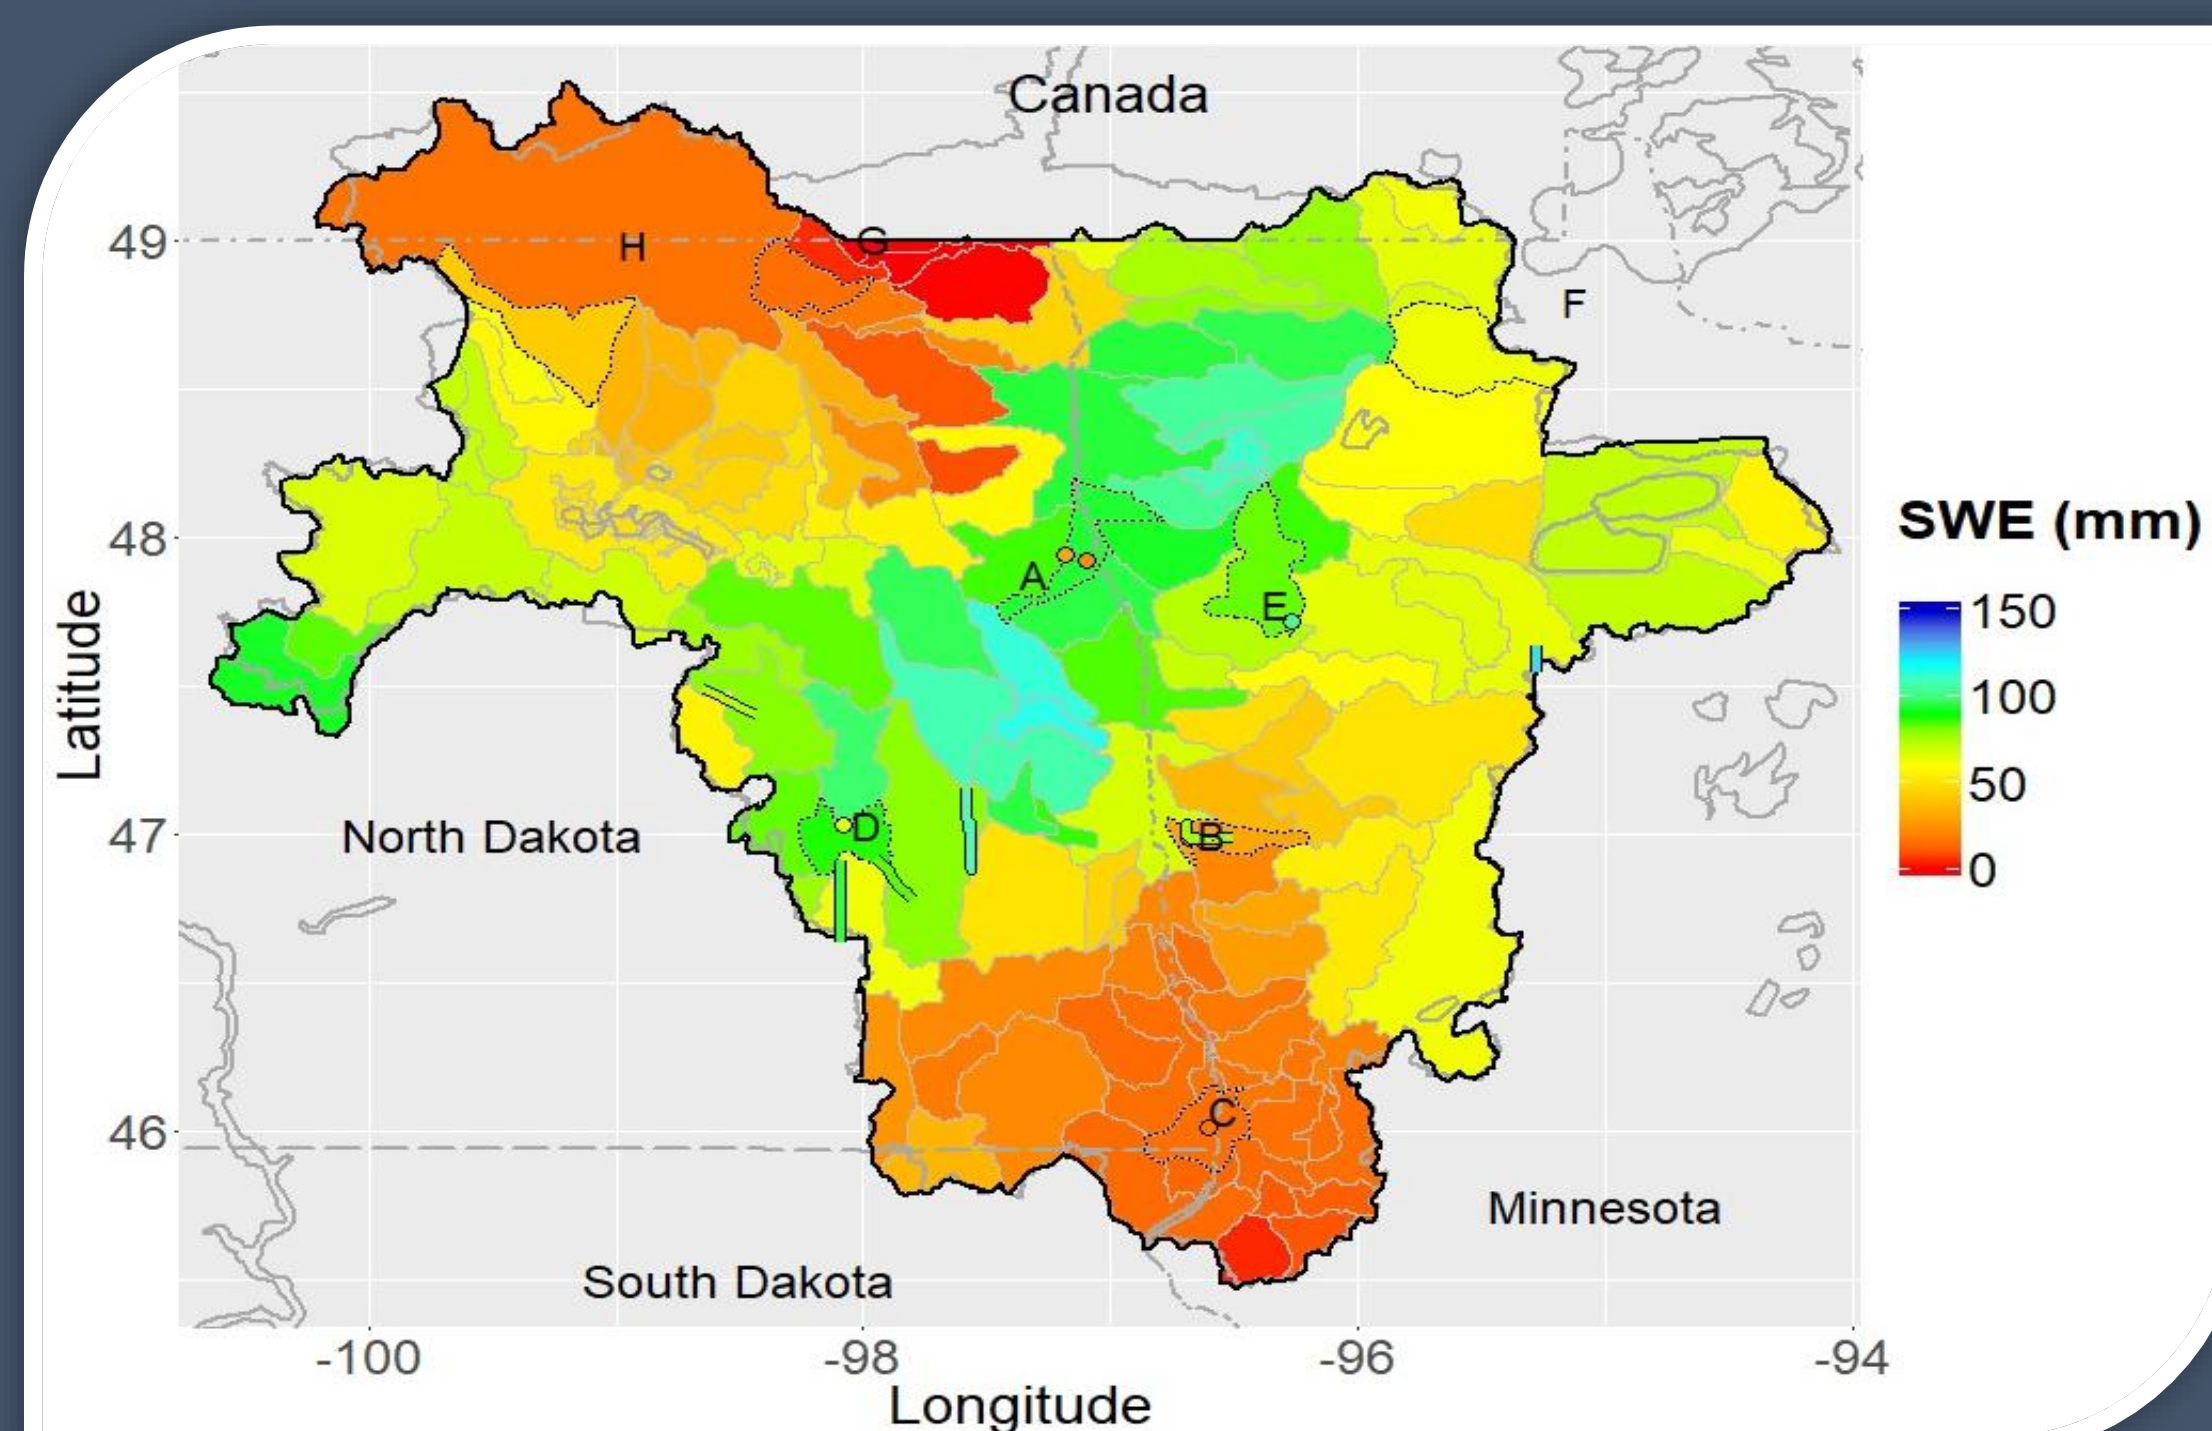 Canada
49
H
G
F
48
A
E
SWE (mm)
150
100
50
0
Latitude
47
North Dakota
D
B
46
C
Minnesota
South Dakota
-100
-98
-96
-94
Longitude